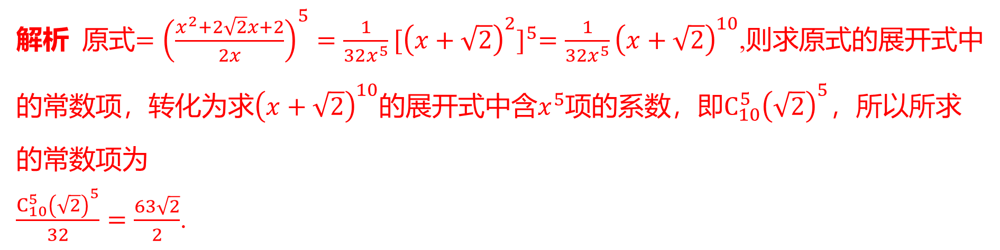 解析 原式=$\left(\frac{x^2+2\sqrt{2}x+2}{2x}\right)^5=\frac{1}{32x^5}[(x+\sqrt{2})^2]^5=\frac{1}{32x^5}(x+\sqrt{2})^{10}$,则求原式的展开式中
的常数项，转化为求$(x+\sqrt{2})^{10}$的展开式中含$x^5$项的系数，即$\mathrm{C}_{10}^5(\sqrt{2})^5$，所以所求
的常数项为
$\frac{\mathrm{C}_{10}^5(\sqrt{2})^5}{32}=\frac{63\sqrt{2}}{2}$.